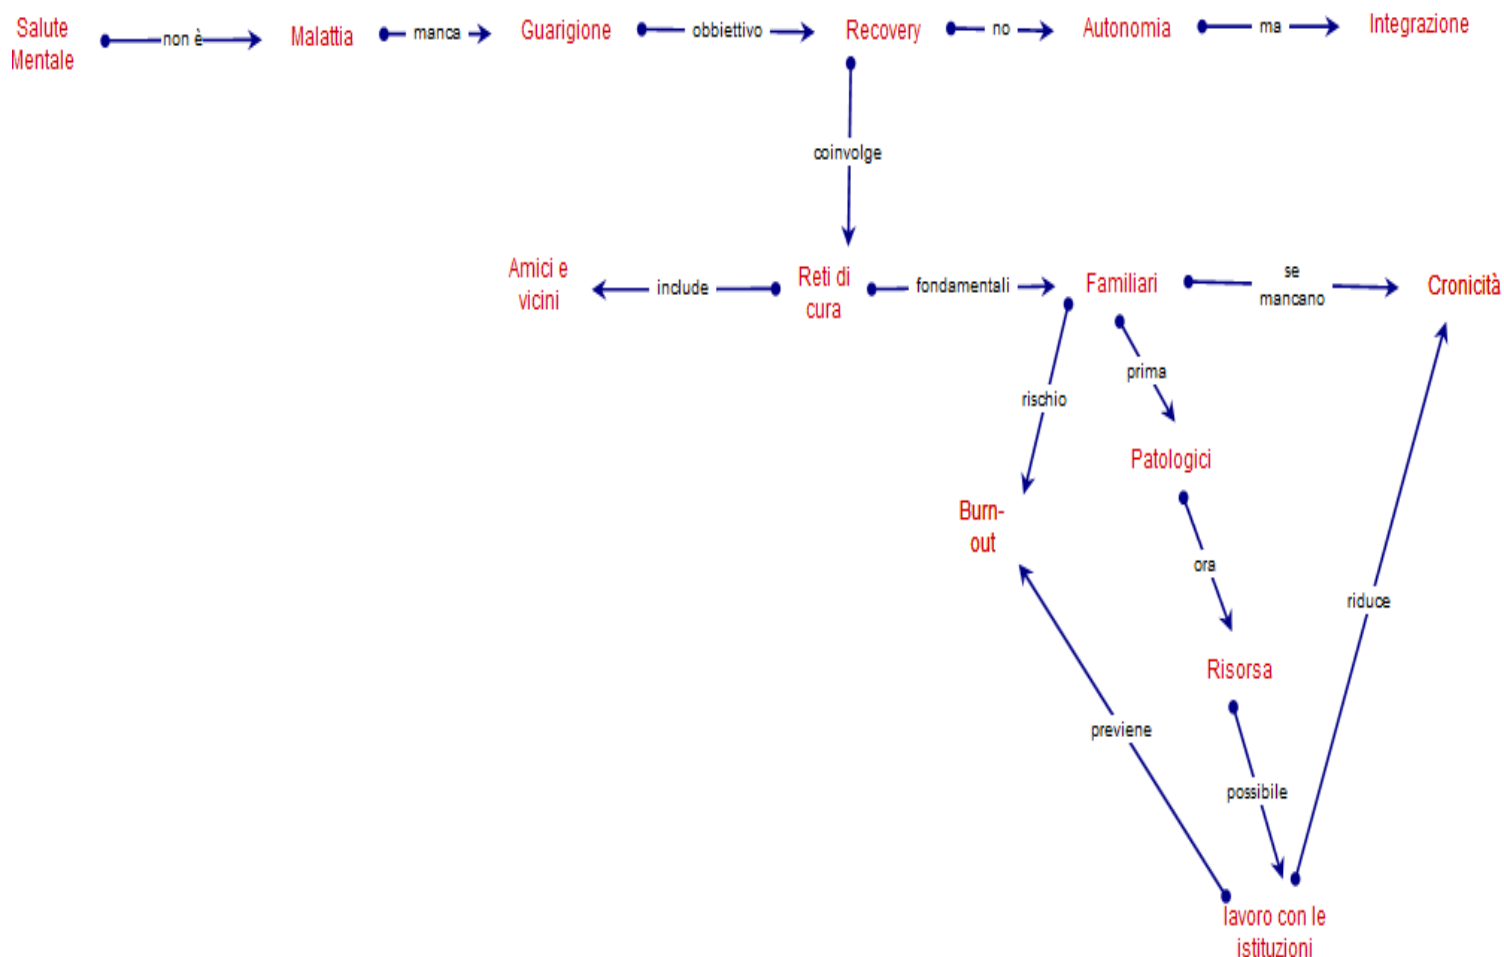 Salute
Mentale
non è
Malattia
manca
Guarigione
obbiettivo
Recovery
no
Autonomia
ma
Integrazione
coinvolge
Amici e
vicini
include
Reti di
cura
fondamentali
Familiari
se
mancano
Cronicità
rischio
prima
Patologici
Burn-
out
ora
riduce
Risorsa
previene
possibile
lavoro con le
istituzioni